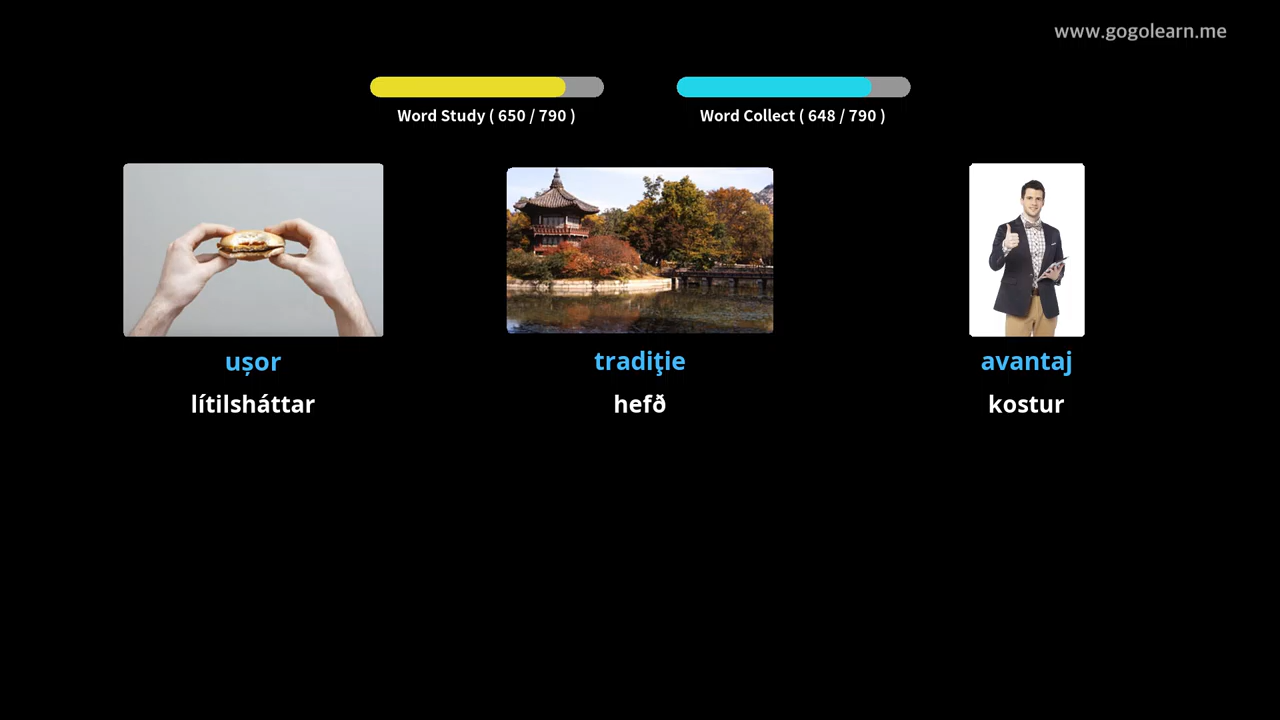 www.gogolearn.me
Word Study ( 650 / 790 )
Word Collect ( 648 / 790 )
ușor
tradiţie
avantaj
lítilsháttar
hefð
kostur